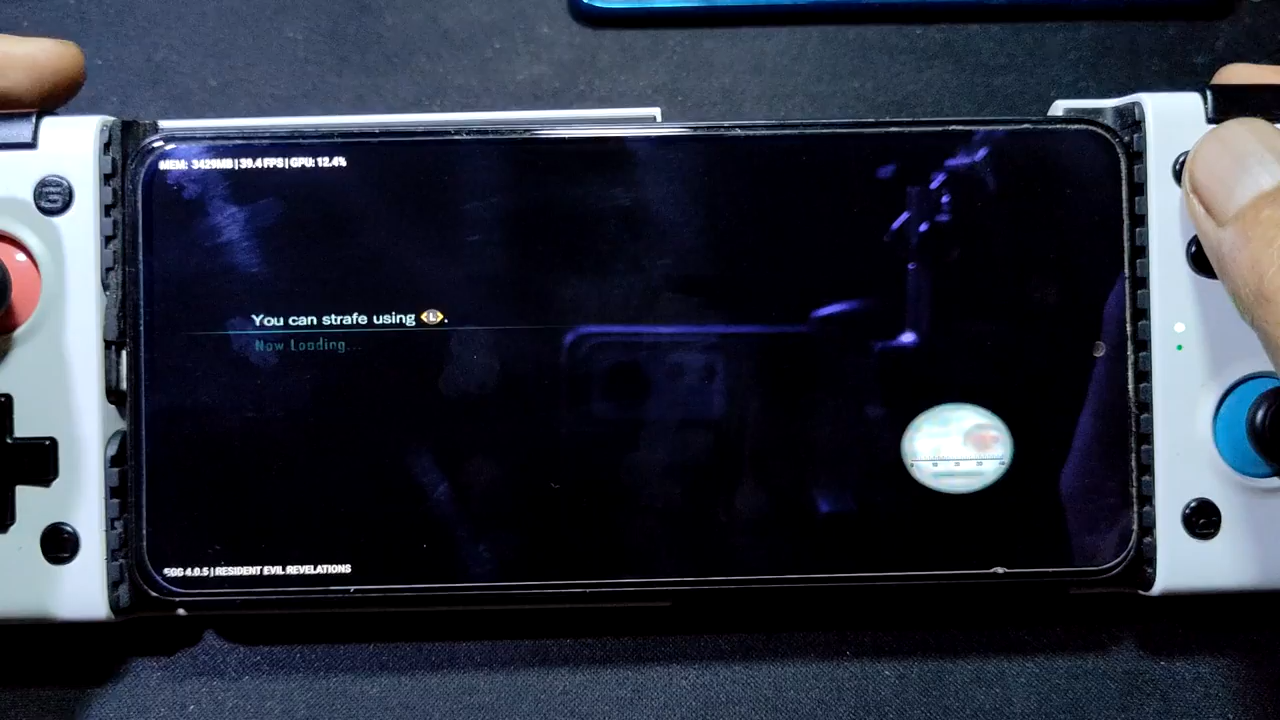 MEM: 3429MB | 39.4 FPS | GPU: 12.4%
You can strafe using L.
Now Loading...
EGG 4.0.5 | RESIDENT EVIL REVELATIONS